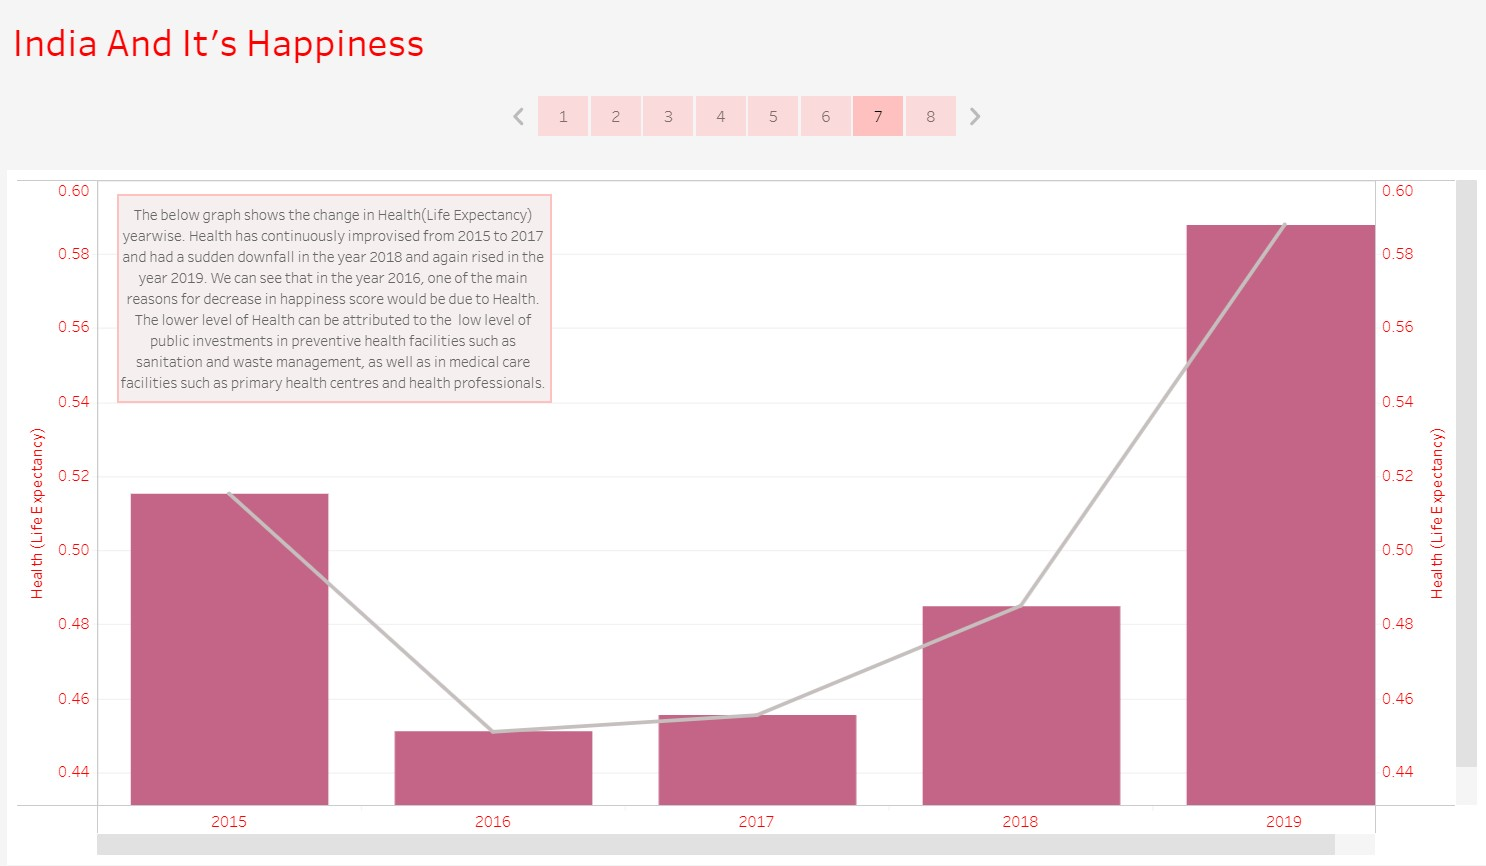 India And It’s Happiness
1 2 3 4 5 6 7 8
The below graph shows the change in Health(Life Expectancy)
yearwise. Health has continuously improvised from 2015 to 2017
and had a sudden downfall in the year 2018 and again rised in the
year 2019. We can see that in the year 2016, one of the main
reasons for decrease in happiness score would be due to Health.
The lower level of Health can be attributed to the  low level of
public investments in preventive health facilities such as
sanitation and waste management, as well as in medical care
facilities such as primary health centres and health professionals.
Health (Life Expectancy)
0.60
0.58
0.56
0.54
0.52
0.50
0.48
0.46
0.44
0.60
0.58
0.56
0.54
0.52
0.50
0.48
0.46
0.44
Health (Life Expectancy)
2015 2016 2017 2018 2019